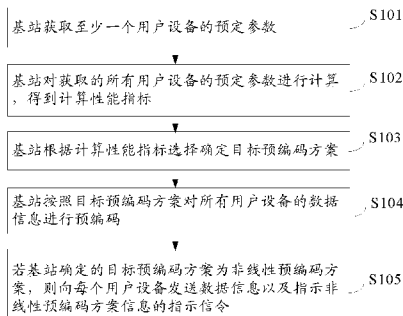 基站获取至少一个用户设备的预定参数
S101
基站对获取的所有用户设备的预定参数进行计算
，得到计算性能指标
S102
基站根据计算性能指标选择确定目标预编码方案
S103
基站按照目标预编码方案对所有用户设备的数据
信息进行预编码
S104
若基站确定的目标预编码方案为非线性预编码方
案，则向每个用户设备发送数据信息以及指示非
线性预编码方案信息的指示信令
S105